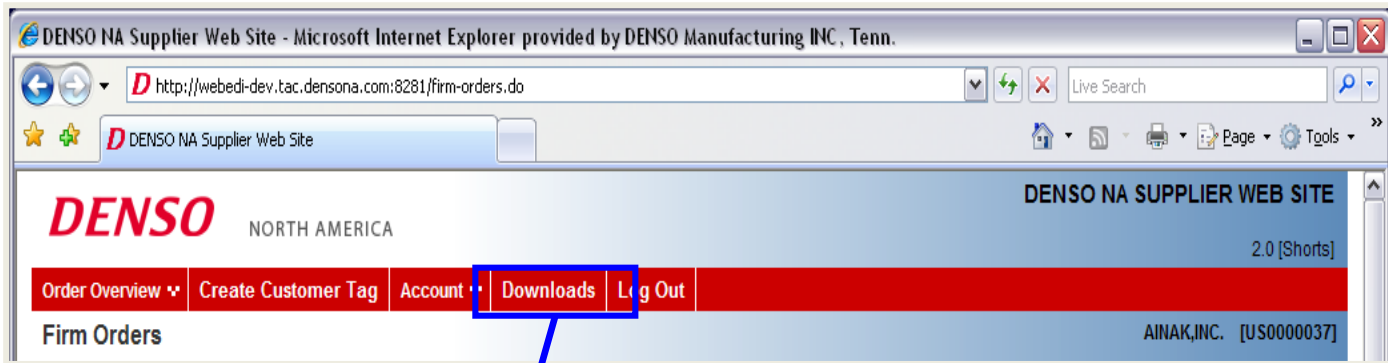 DENSO NA Supplier Web Site - Microsoft Internet Explorer provided by DENSO Manufacturing INC, Tenn.
D http://webedi-dev.tac.densona.com:8281/firm-orders.do
Live Search
D DENSO NA Supplier Web Site
Page
Tools
»
DENSO NORTH AMERICA
DENSO NA SUPPLIER WEB SITE
2.0 [Shorts]
Order Overview Create Customer Tag Account Downloads Log Out
Firm Orders
AINAK,INC. [US0000037]